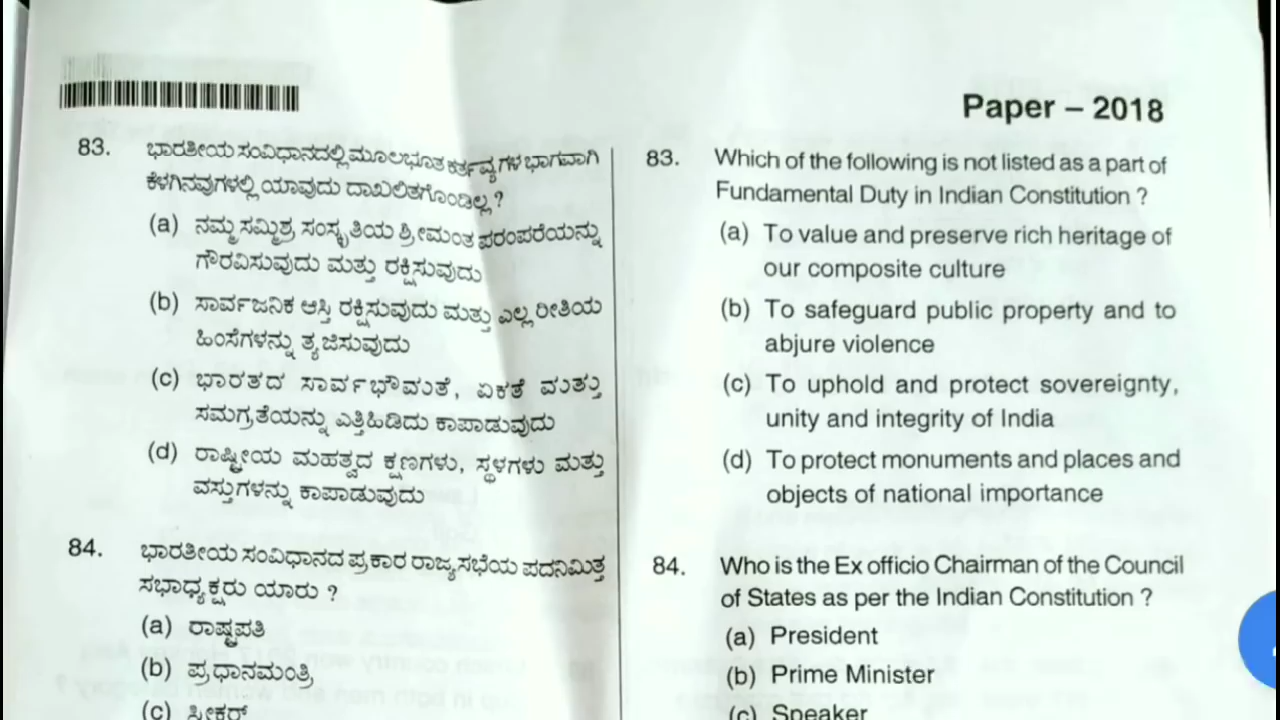 Paper – 2018
83. ಭಾರತೀಯ ಸಂವಿಧಾನದಲ್ಲಿ ಮೂಲಭೂತ ಕರ್ತವ್ಯಗಳ ಭಾಗವಾಗಿ
ಕೆಳಗಿನವುಗಳಲ್ಲಿ ಯಾವುದು ದಾಖಲಿತಗೊಂಡಿಲ್ಲ ?
(a) ನಮ್ಮ ಸಮ್ಮಿಶ್ರ ಸಂಸ್ಕೃತಿಯ ಶ್ರೀಮಂತ ಪರಂಪರೆಯನ್ನು
ಗೌರವಿಸುವುದು ಮತ್ತು ರಕ್ಷಿಸುವುದು
(b) ಸಾರ್ವಜನಿಕ ಆಸ್ತಿ ರಕ್ಷಿಸುವುದು ಮತ್ತು ಎಲ್ಲ ರೀತಿಯ
ಹಿಂಸೆಗಳನ್ನು ತ್ಯಜಿಸುವುದು
(c) ಭಾರತದ ಸಾರ್ವಭೌಮತೆ, ಏಕತೆ ಮತ್ತು
ಸಮಗ್ರತೆಯನ್ನು ಎತ್ತಿಹಿಡಿದು ಕಾಪಾಡುವುದು
(d) ರಾಷ್ಟ್ರೀಯ ಮಹತ್ವದ ಕ್ಷಣಗಳು, ಸ್ಥಳಗಳು ಮತ್ತು
ವಸ್ತುಗಳನ್ನು ಕಾಪಾಡುವುದು
84. ಭಾರತೀಯ ಸಂವಿಧಾನದ ಪ್ರಕಾರ ರಾಜ್ಯಸಭೆಯ ಪದನಿಮಿತ್ತ
ಸಭಾಧ್ಯಕ್ಷರು ಯಾರು ?
(a) ರಾಷ್ಟ್ರಪತಿ
(b) ಪ್ರಧಾನಮಂತ್ರಿ
(c) ಸ್ಪೀಕರ್
83. Which of the following is not listed as a part of
Fundamental Duty in Indian Constitution ?
(a) To value and preserve rich heritage of
our composite culture
(b) To safeguard public property and to
abjure violence
(c) To uphold and protect sovereignty,
unity and integrity of India
(d) To protect monuments and places and
objects of national importance
84. Who is the Ex officio Chairman of the Council
of States as per the Indian Constitution ?
(a) President
(b) Prime Minister
(c) Speaker